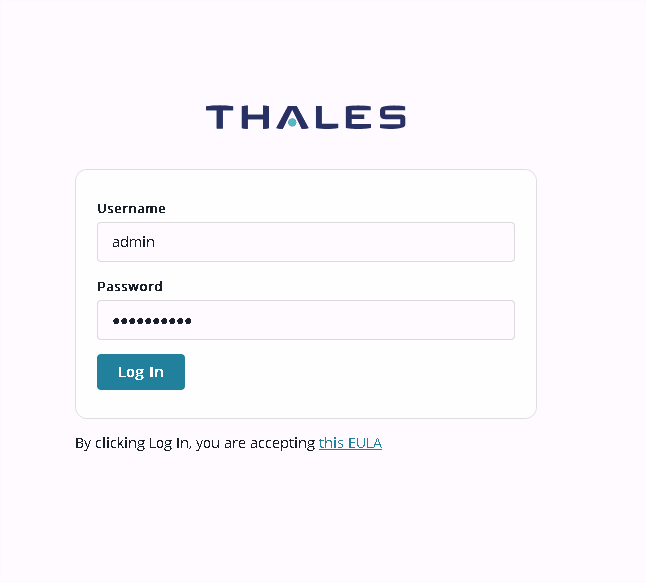 THALES
Username
admin
Password
••••••••••
Log In
By clicking Log In, you are accepting this EULA